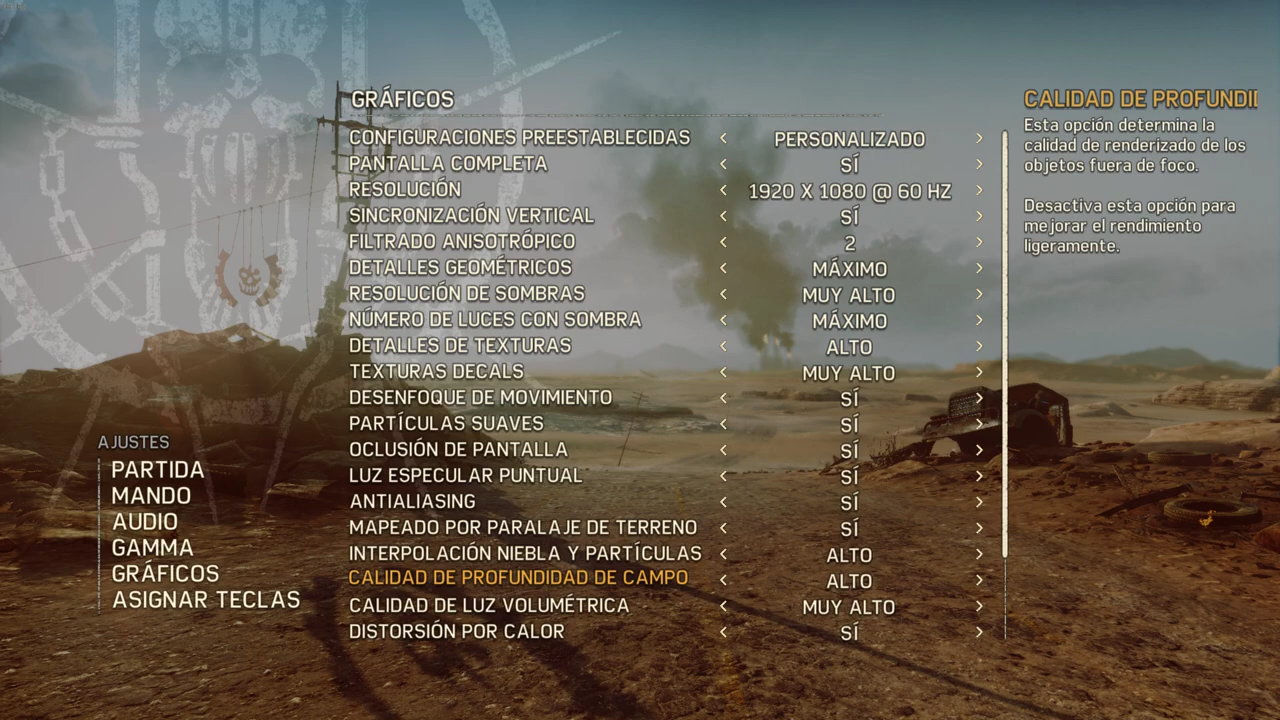 GRÁFICOS
CONFIGURACIONES PREESTABLECIDAS < PERSONALIZADO >
PANTALLA COMPLETA < SÍ >
RESOLUCIÓN < 1920 X 1080 @ 60 HZ >
SINCRONIZACIÓN VERTICAL < SÍ >
FILTRADO ANISOTRÓPICO < 2 >
DETALLES GEOMÉTRICOS < MÁXIMO >
RESOLUCIÓN DE SOMBRAS < MUY ALTO >
NÚMERO DE LUCES CON SOMBRA < MÁXIMO >
DETALLES DE TEXTURAS < ALTO >
TEXTURAS DECALS < MUY ALTO >
DESENFOQUE DE MOVIMIENTO < SÍ >
PARTÍCULAS SUAVES < SÍ >
OCLUSIÓN DE PANTALLA < SÍ >
LUZ ESPECULAR PUNTUAL < SÍ >
ANTIALIASING < SÍ >
MAPEADO POR PARALAJE DE TERRENO < SÍ >
INTERPOLACIÓN NIEBLA Y PARTÍCULAS < ALTO >
CALIDAD DE PROFUNDIDAD DE CAMPO < ALTO >
CALIDAD DE LUZ VOLUMÉTRICA < MUY ALTO >
DISTORSIÓN POR CALOR < SÍ >
AJUSTES
PARTIDA
MANDO
AUDIO
GAMMA
GRÁFICOS
ASIGNAR TECLAS
CALIDAD DE PROFUNDI
Esta opción determina la
calidad de renderizado de los
objetos fuera de foco.
Desactiva esta opción para
mejorar el rendimiento
ligeramente.